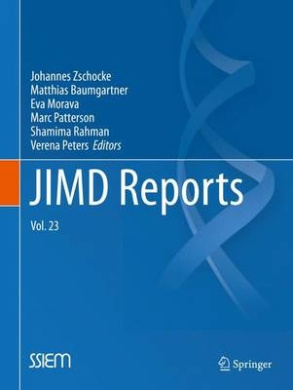 Johannes Zschocke
Matthias Baumgartner
Eva Morava
Marc Patterson
Shamima Rahman
Verena Peters Editors
JIMD Reports
Vol. 23
SSIEM
Springer